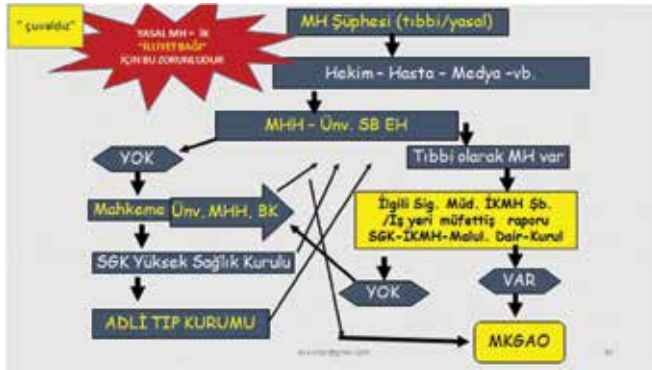 " çuvaldız"
YASAL MH = İK
"İLLİYET BAĞI"
İÇİN BU ZORUNLUDUR
MH Şüphesi (tıbbi/yasal)
Hekim – Hasta – Medya –vb.
MHH – Ünv. SB EH
YOK
Tıbbi olarak MH var
Mahkeme
Ünv. MHH, BK
İlgili Sig. Müd. İKMH Şb.
/İş yeri müfettiş raporu
SGK-İKMH-Malul. Dair-Kurul
SGK Yüksek Sağlık Kurulu
YOK
VAR
ADLİ TIP KURUMU
MKGAO